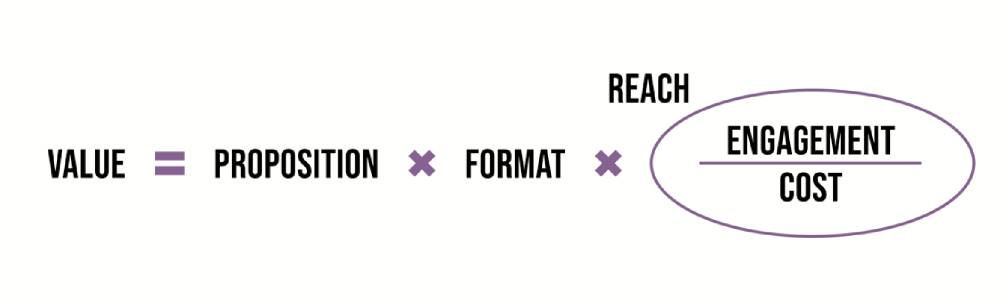 REACH
VALUE = PROPOSITION × FORMAT ×
ENGAGEMENT
COST